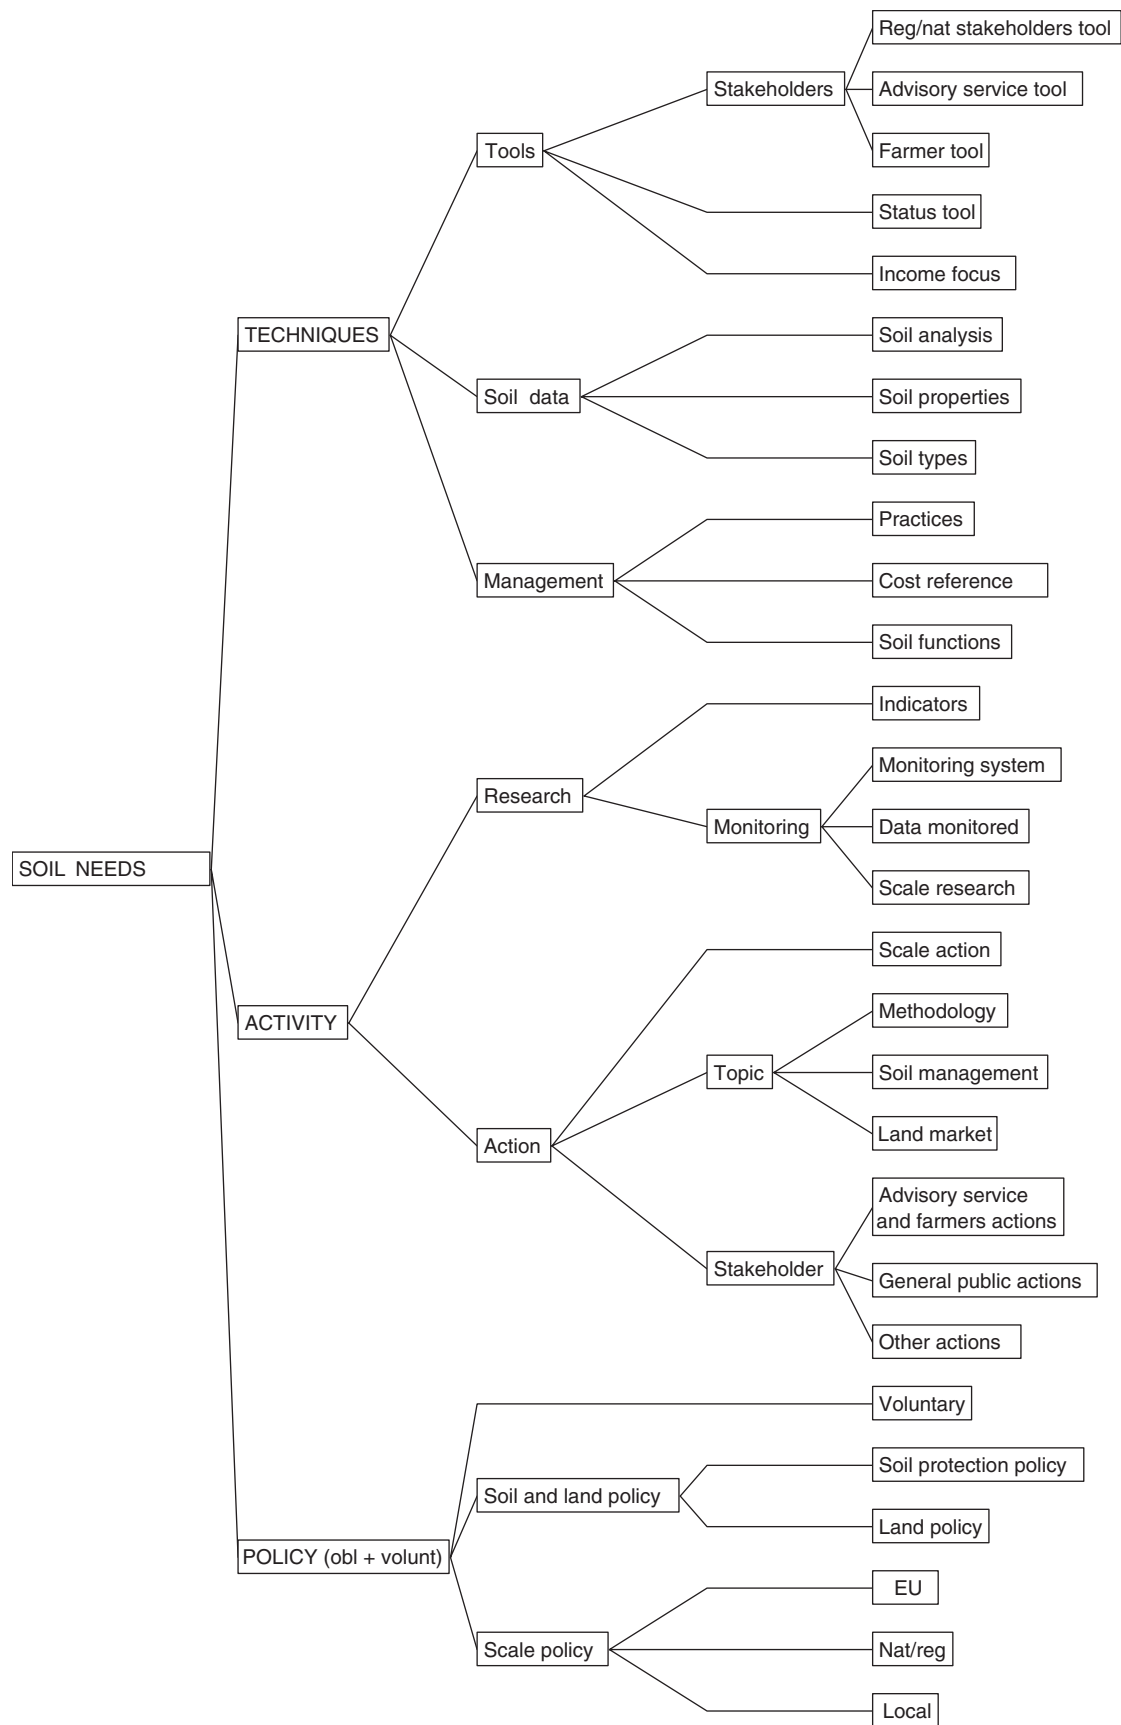 Reg/nat stakeholders tool
Stakeholders
Advisory service tool
Tools
Farmer tool
Status tool
Income focus
TECHNIQUES
Soil analysis
Soil data
Soil properties
Soil types
Practices
Management
Cost reference
Soil functions
Indicators
Research
Monitoring system
Monitoring
Data monitored
SOIL NEEDS
Scale research
Scale action
ACTIVITY
Methodology
Topic
Soil management
Action
Land market
Advisory service
and farmers actions
Stakeholder
General public actions
Other actions
Voluntary
Soil protection policy
Soil and land policy
Land policy
POLICY (obl + volunt)
EU
Scale policy
Nat/reg
Local